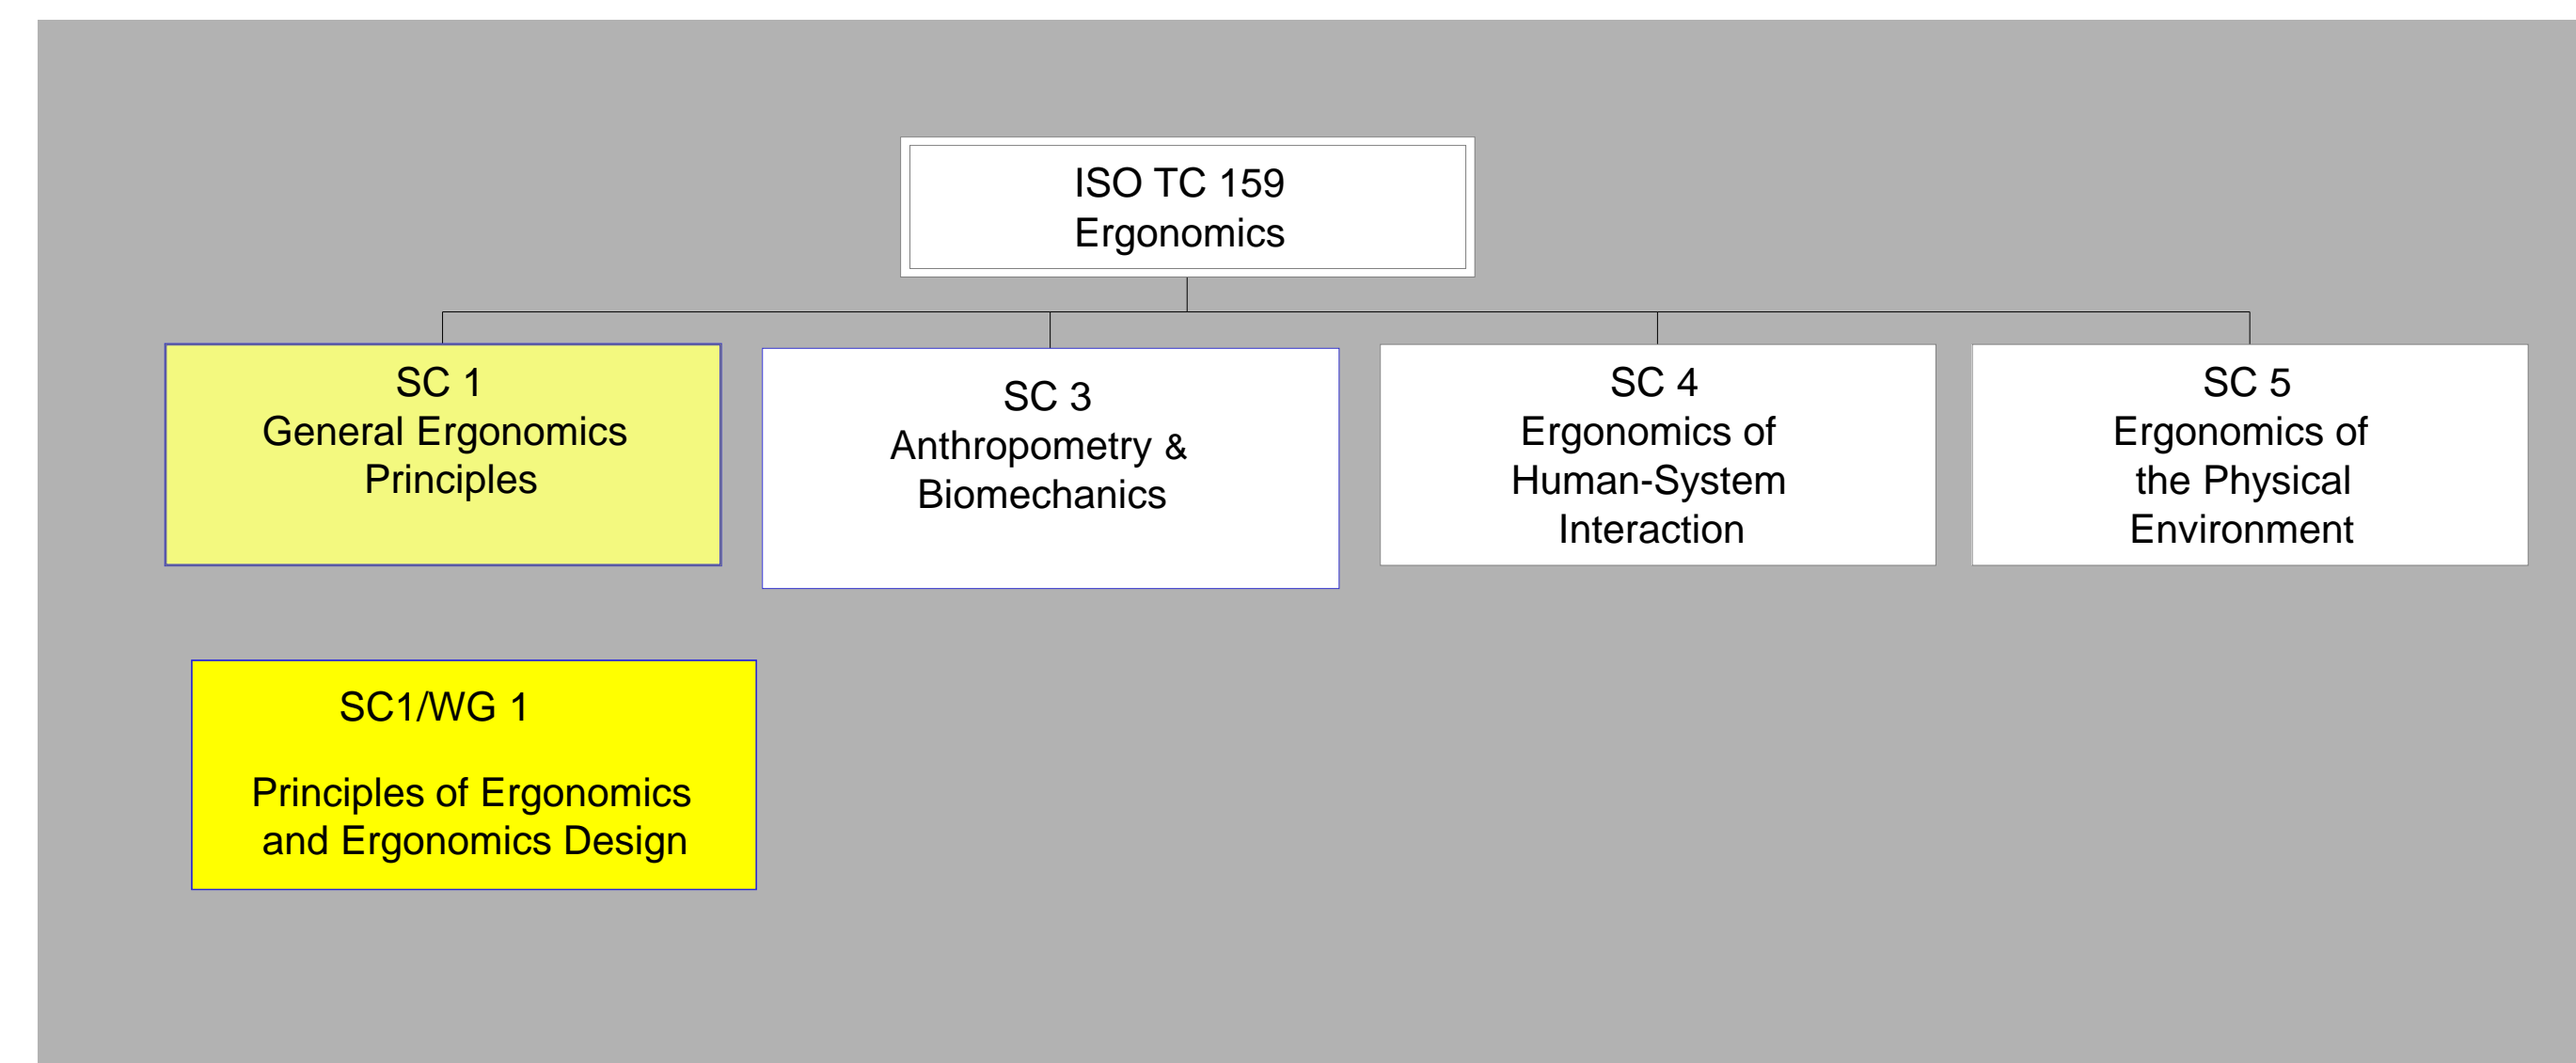 ISO TC 159
Ergonomics
SC 1
General Ergonomics
Principles
SC 3
Anthropometry &
Biomechanics
SC 4
Ergonomics of
Human-System
Interaction
SC 5
Ergonomics of
the Physical
Environment
SC1/WG 1
Principles of Ergonomics
and Ergonomics Design